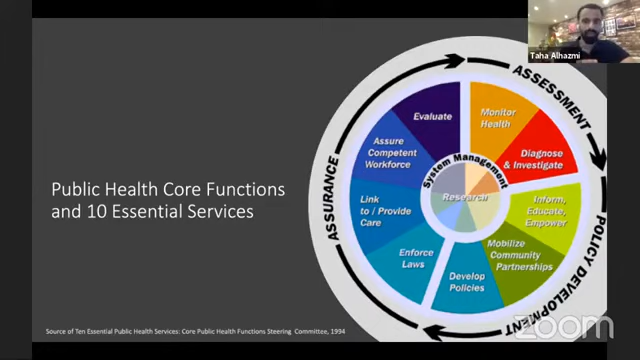 Taha Alhazmi
Public Health Core Functions
and 10 Essential Services
ASSESSMENT
POLICY DEVELOPMENT
ASSURANCE
Evaluate
Monitor
Health
Assure
Competent
Workforce
Diagnose
& Investigate
Link
to / Provide
Care
Inform,
Educate,
Empower
Enforce
Laws
Mobilize
Community
Partnerships
Develop
Policies
System Management
Research
Source of Ten Essential Public Health Services: Core Public Health Functions Steering Committee, 1994
zoom